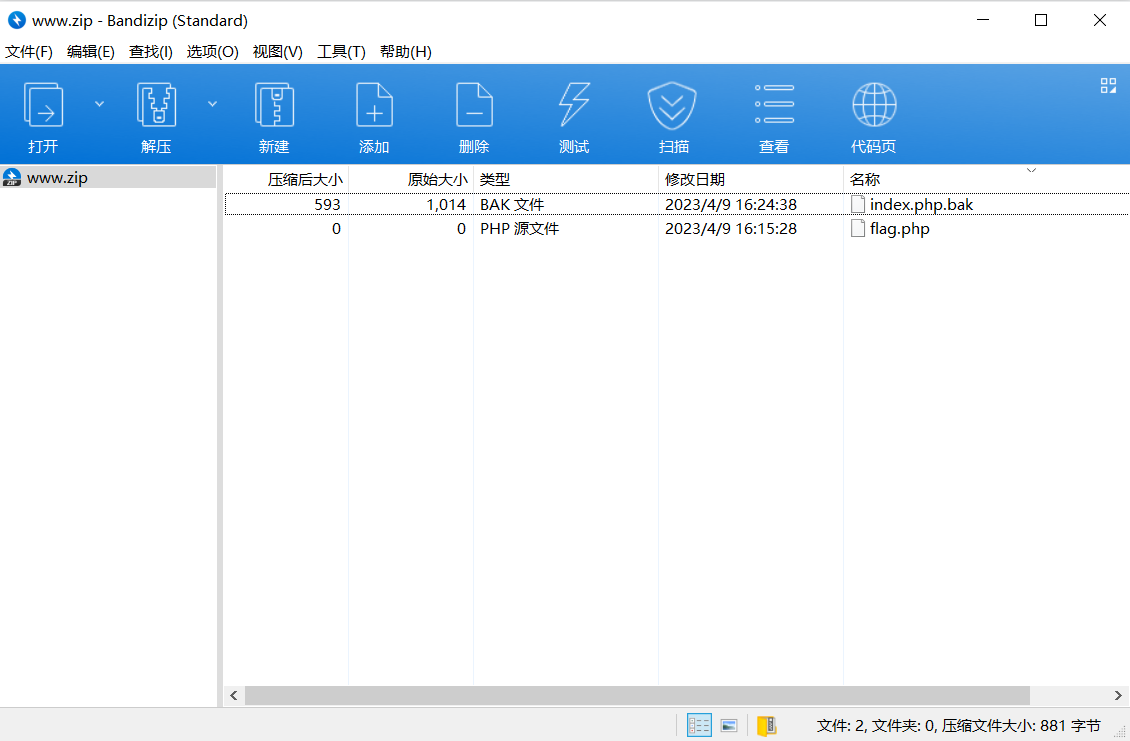 www.zip - Bandizip (Standard)
文件(F) 编辑(E) 查找(I) 选项(O) 视图(V) 工具(T) 帮助(H)
打开 解压 新建 添加 删除 测试 扫描 查看 代码页
www.zip
压缩后大小 原始大小 类型 修改日期 名称
593 1,014 BAK 文件 2023/4/9 16:24:38 index.php.bak
0 0 PHP 源文件 2023/4/9 16:15:28 flag.php
文件: 2, 文件夹: 0, 压缩文件大小: 881 字节